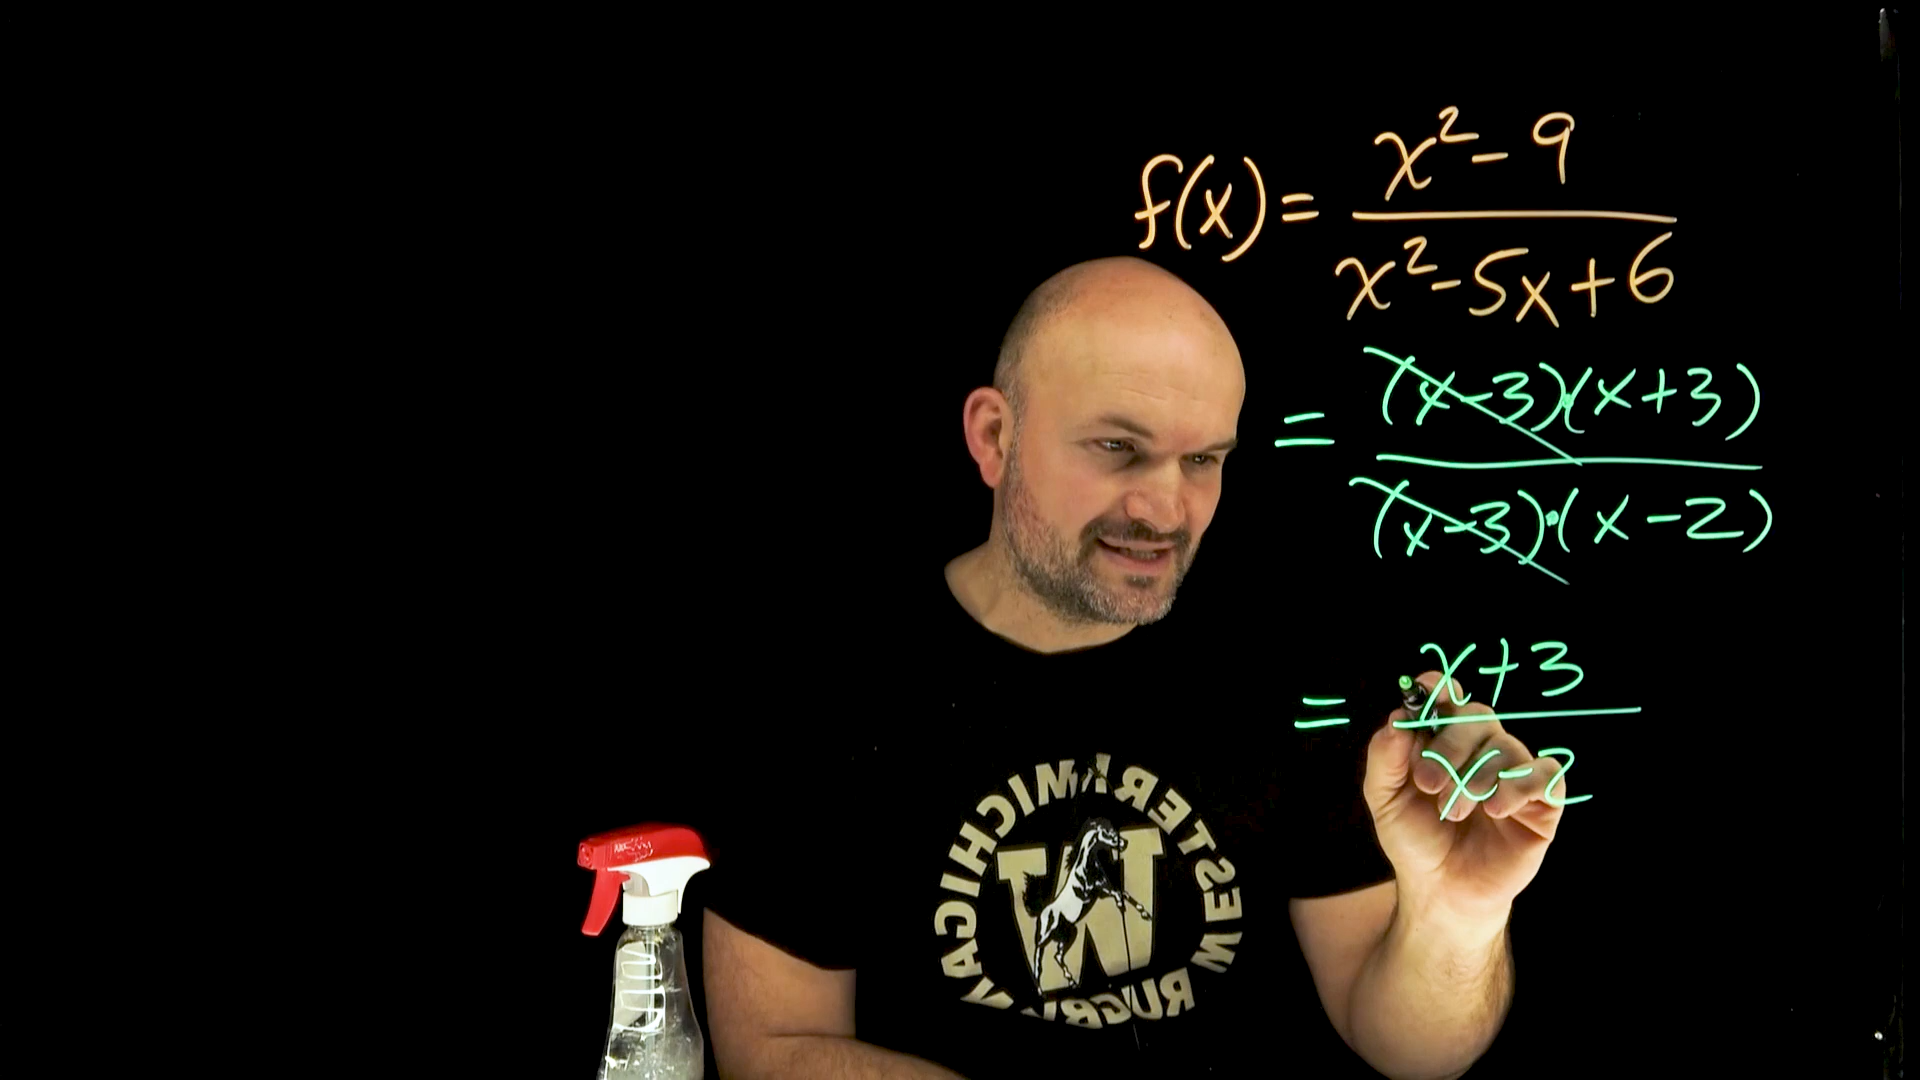 f(x) = x² - 9 / x² - 5x + 6
= (x-3)·(x+3) / (x-3)·(x-2)
= x+3 / x-2
WESTERN MICHIGAN
W
RUGBY